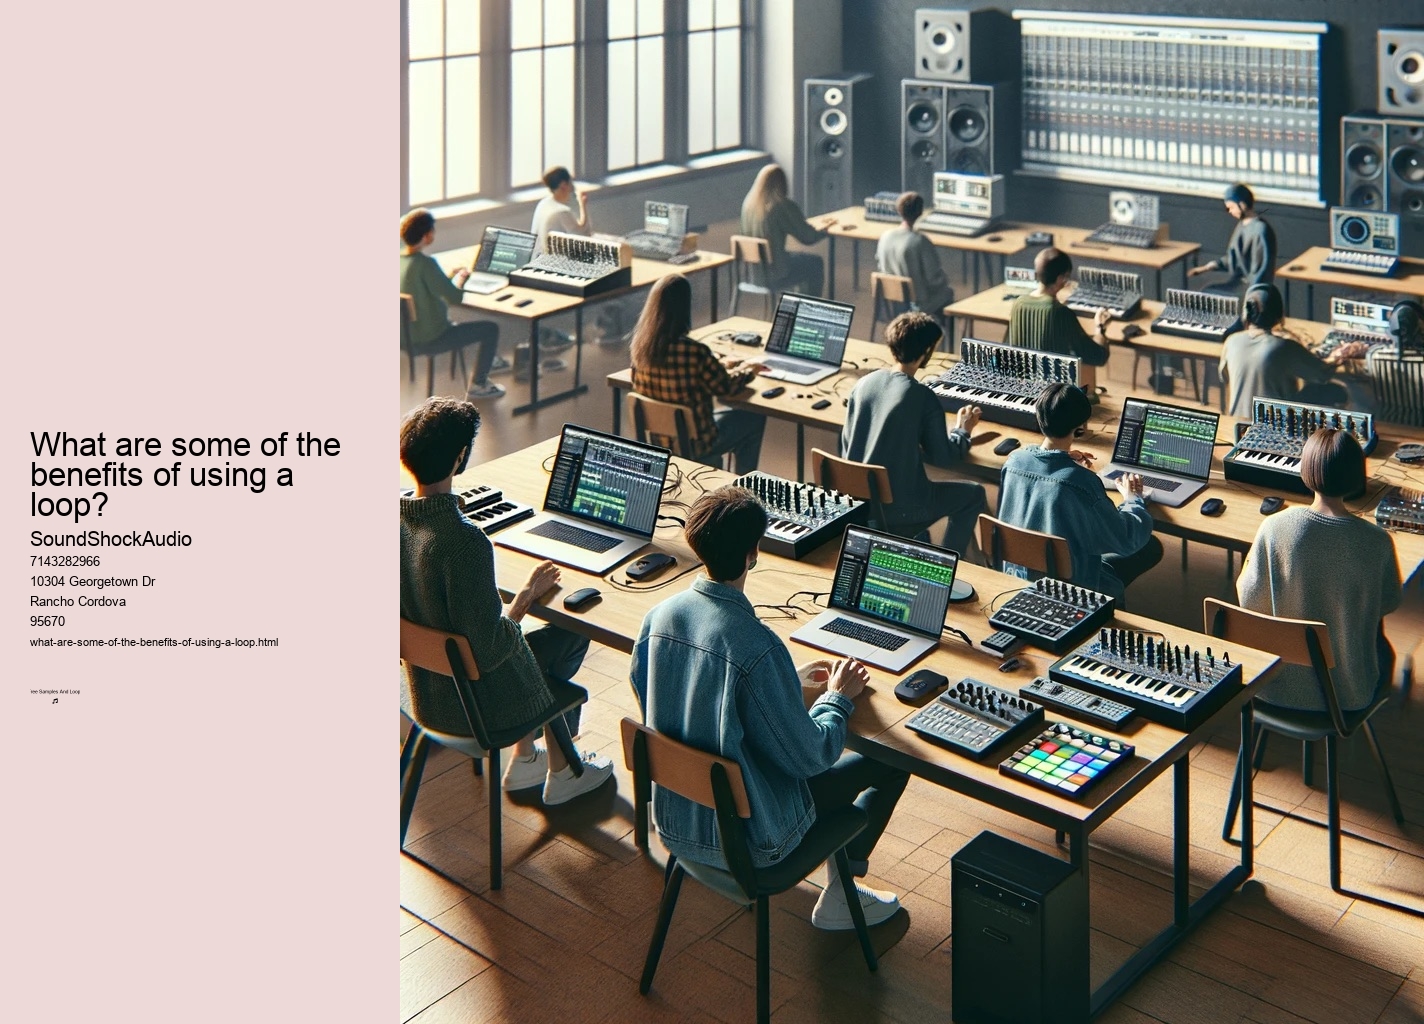 What are some of the
benefits of using a
loop?
SoundShockAudio
7143282966
10304 Georgetown Dr
Rancho Cordova
95670
what-are-some-of-the-benefits-of-using-a-loop.html
ree Samples And Loop
♬